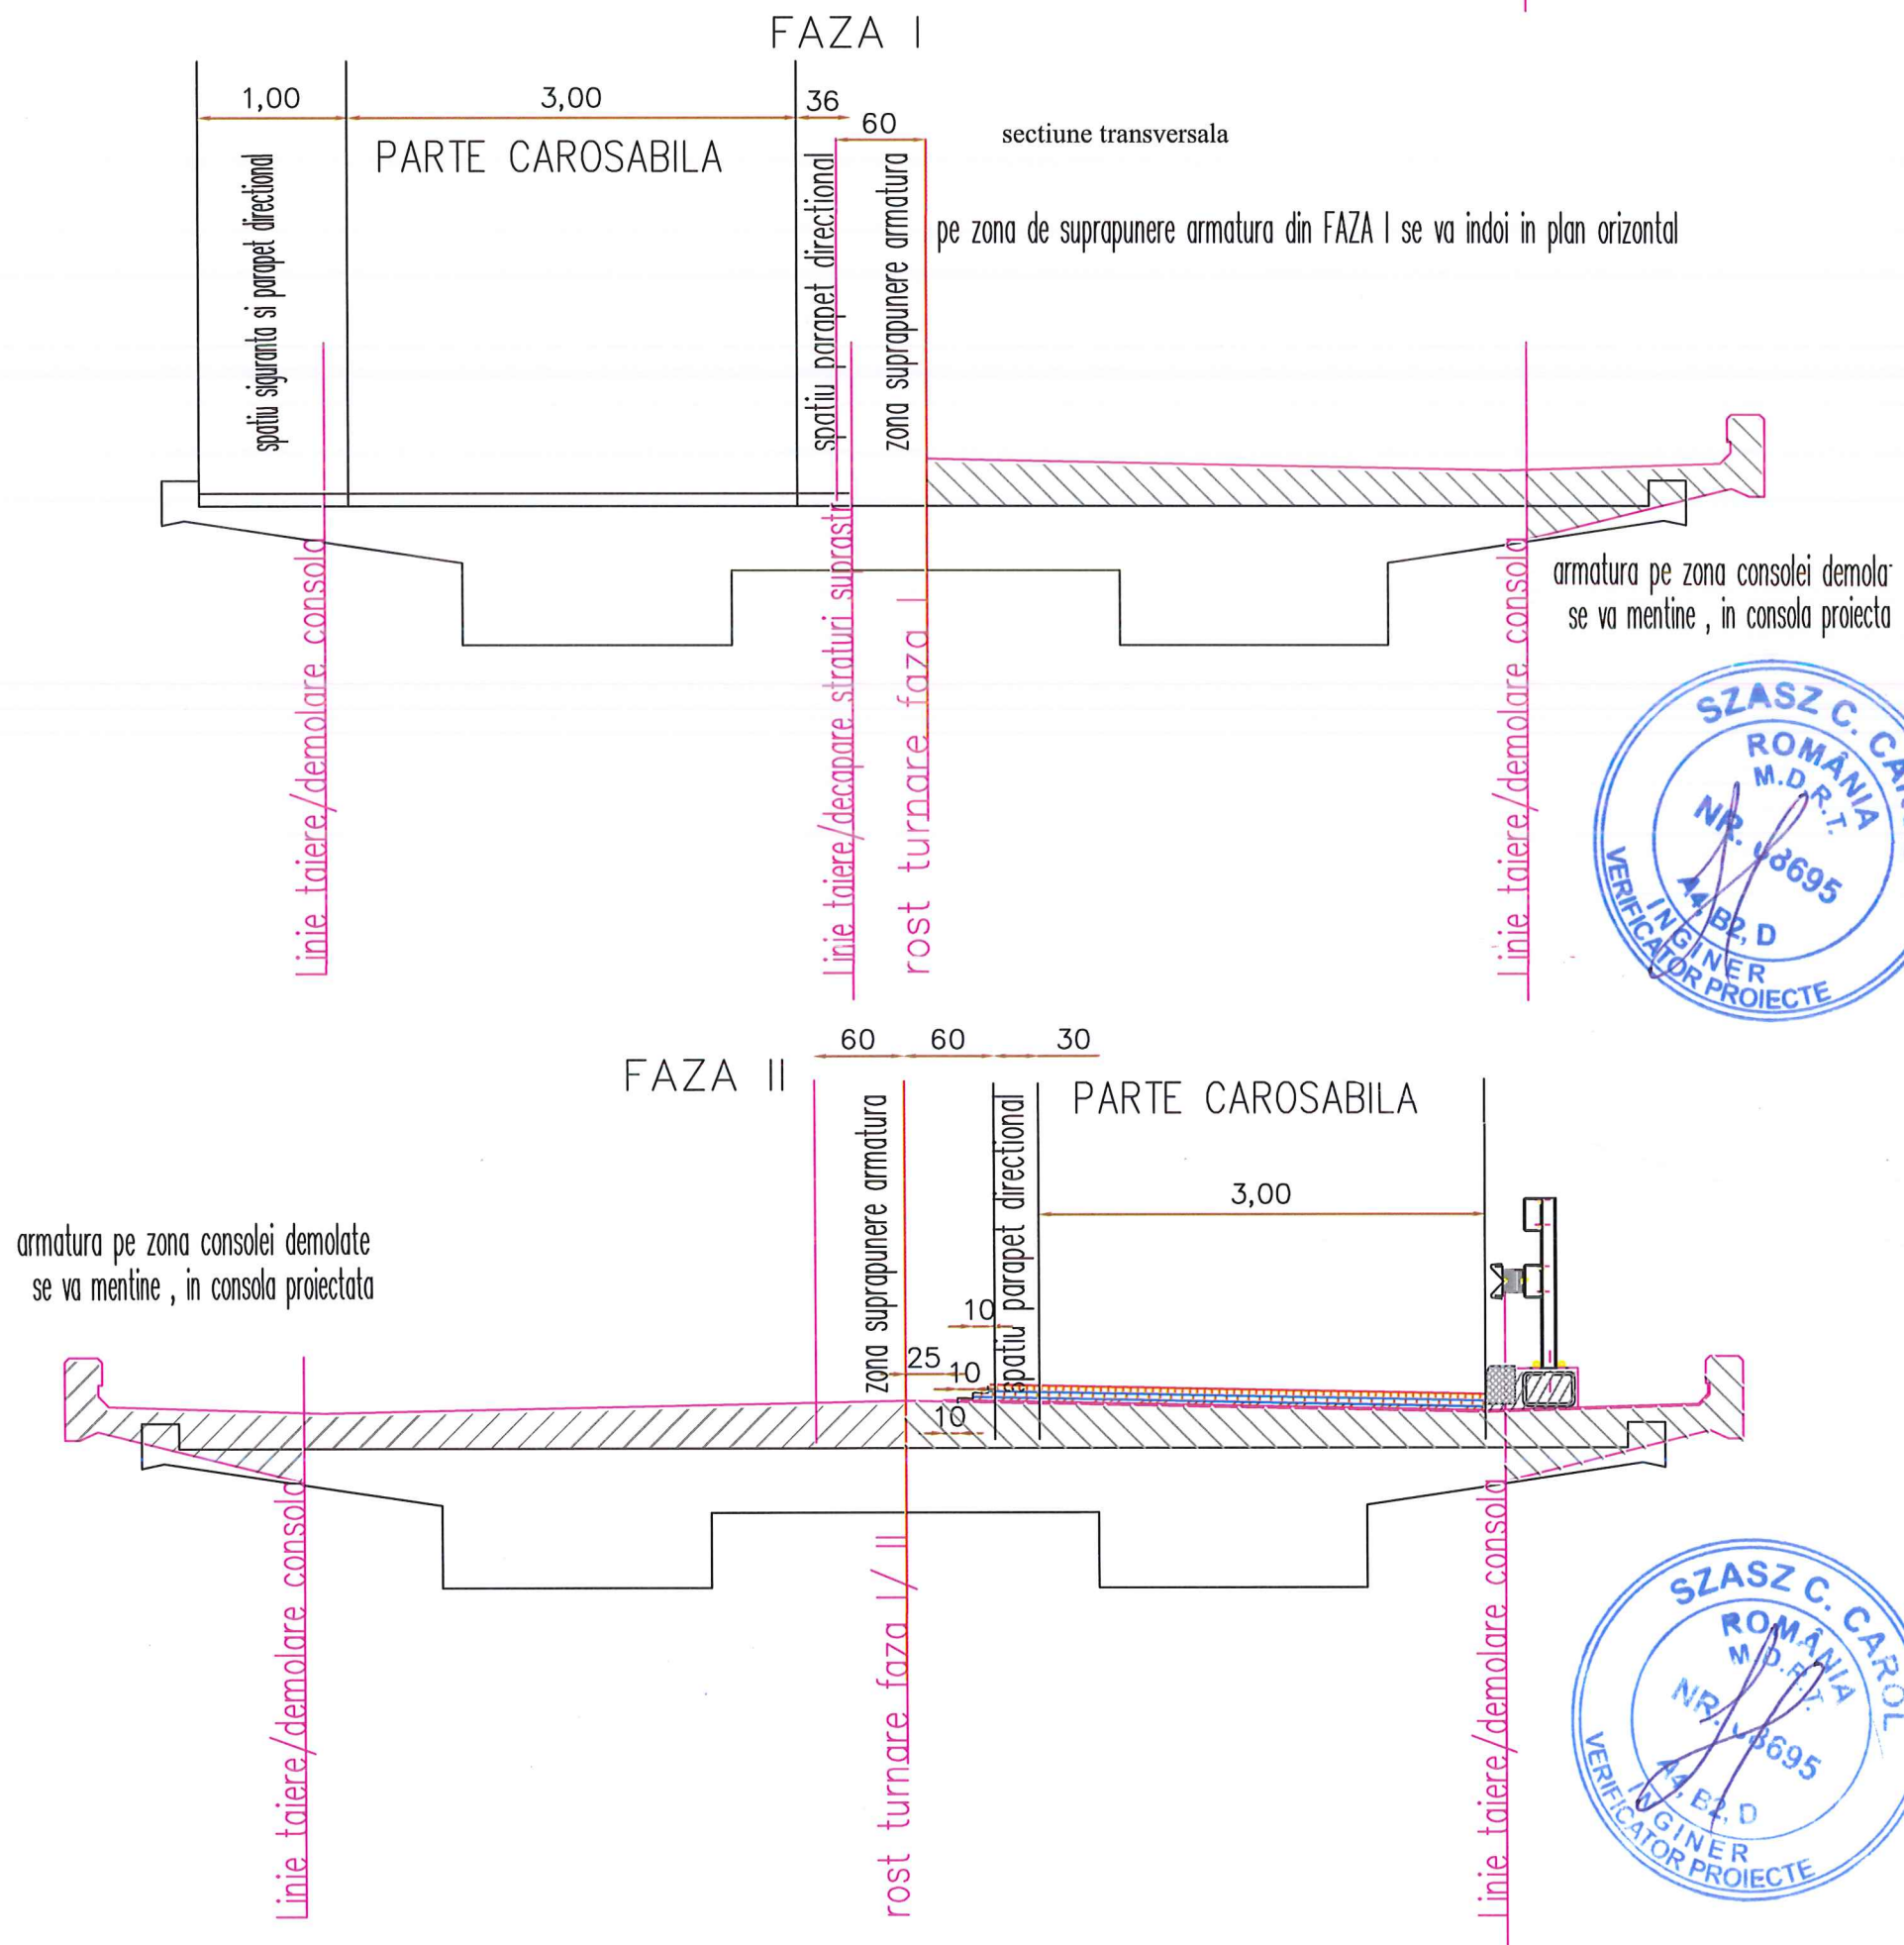 FAZA I
1,00
3,00
36
60
sectiune transversala
PARTE CAROSABILA
spatiu siguranta si parapet directional
spatiu parapet directional
zona suprapunere armatura
pe zona de suprapunere armatura din FAZA I se va indoi in plan orizontal
Linie taiere/demolare consola
Linie taiere/decapare straturi suprastr
rost turnare faza I
Linie taiere/demolare consola
armatura pe zona consolei
se va mentine , in consola
SZASZ C.
ROMÂNIA
M.D.R.T.
NR.
A4, B2, D
INGINER
VERIFICATOR PROIECTE
60
60
30
FAZA II
PARTE CAROSABILA
zona suprapunere armatura
spatiu parapet directional
3,00
armatura pe zona consolei demolate
se va mentine , in consola proiectata
10
25
10
10
Linie taiere/demolare consola
rost turnare faza I/ II
Linie taiere/demolare consola
SZASZ C. CAROL
ROMÂNIA
M.D.R.T.
NR.
A4, B2, D
INGINER
VERIFICATOR PROIECTE